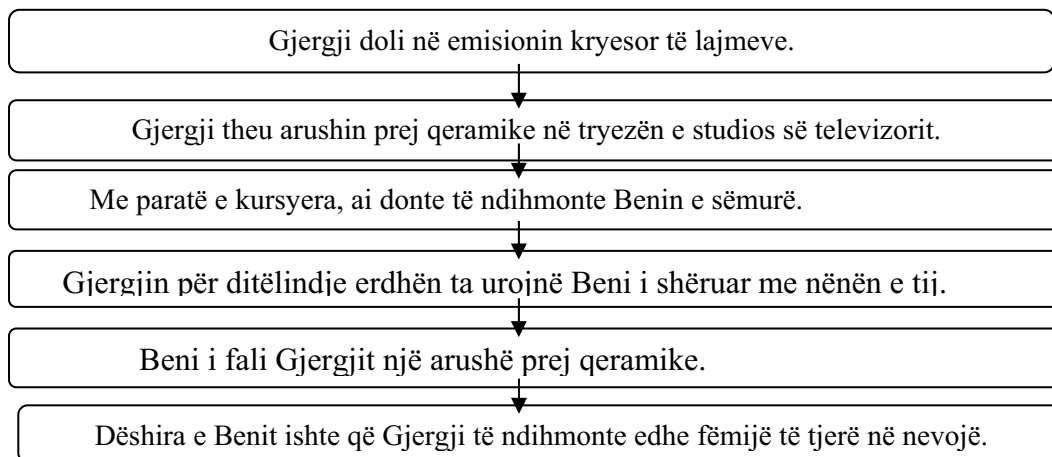 Gjergji doli në emisionin kryesor të lajmeve.
Gjergji theu arushin prej qeramike në tryezën e studios së televizorit.
Me paratë e kursyera, ai donte të ndihmonte Benin e sëmurë.
Gjergjin për ditëlindje erdhën ta urojnë Beni i shëruar me nënën e tij.
Beni i fali Gjergjit një arushë prej qeramike.
Dëshira e Benit ishte që Gjergji të ndihmonte edhe fëmijë të tjerë në nevojë.